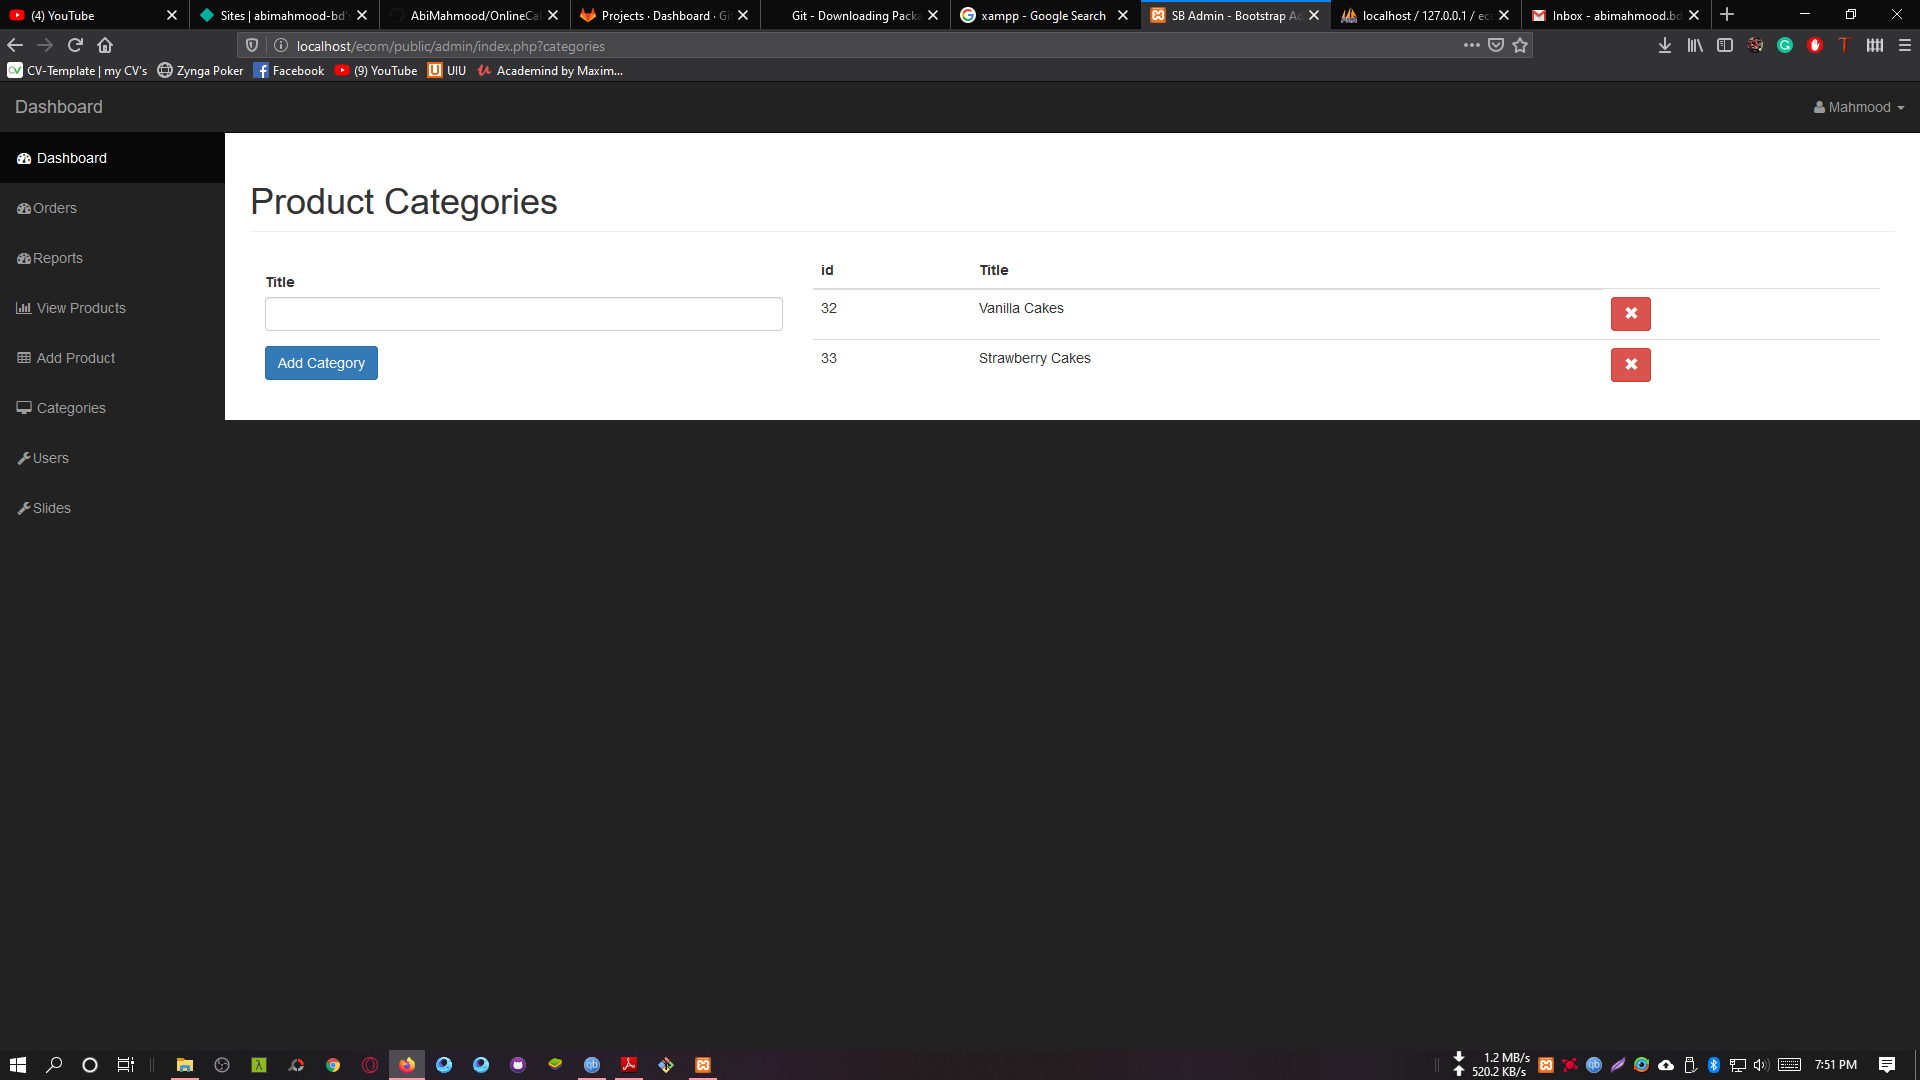 (4) YouTube
Sites | abimahmood-bd's
AbiMahmood/OnlineCa
Projects · Dashboard · Gi
Git - Downloading Packa
xampp - Google Search
SB Admin - Bootstrap Ad
localhost / 127.0.0.1 / eco
Inbox - abimahmood.bd
localhost/ecom/public/admin/index.php?categories
CV-Template | my CV's
Zynga Poker
Facebook
(9) YouTube
UIU
Academind by Maxim...
Dashboard
Mahmood
Dashboard
Orders
Reports
View Products
Add Product
Categories
Users
Slides
Product Categories
Title
Add Category
id Title
32 Vanilla Cakes
33 Strawberry Cakes
1.2 MB/s
520.2 KB/s
7:51 PM